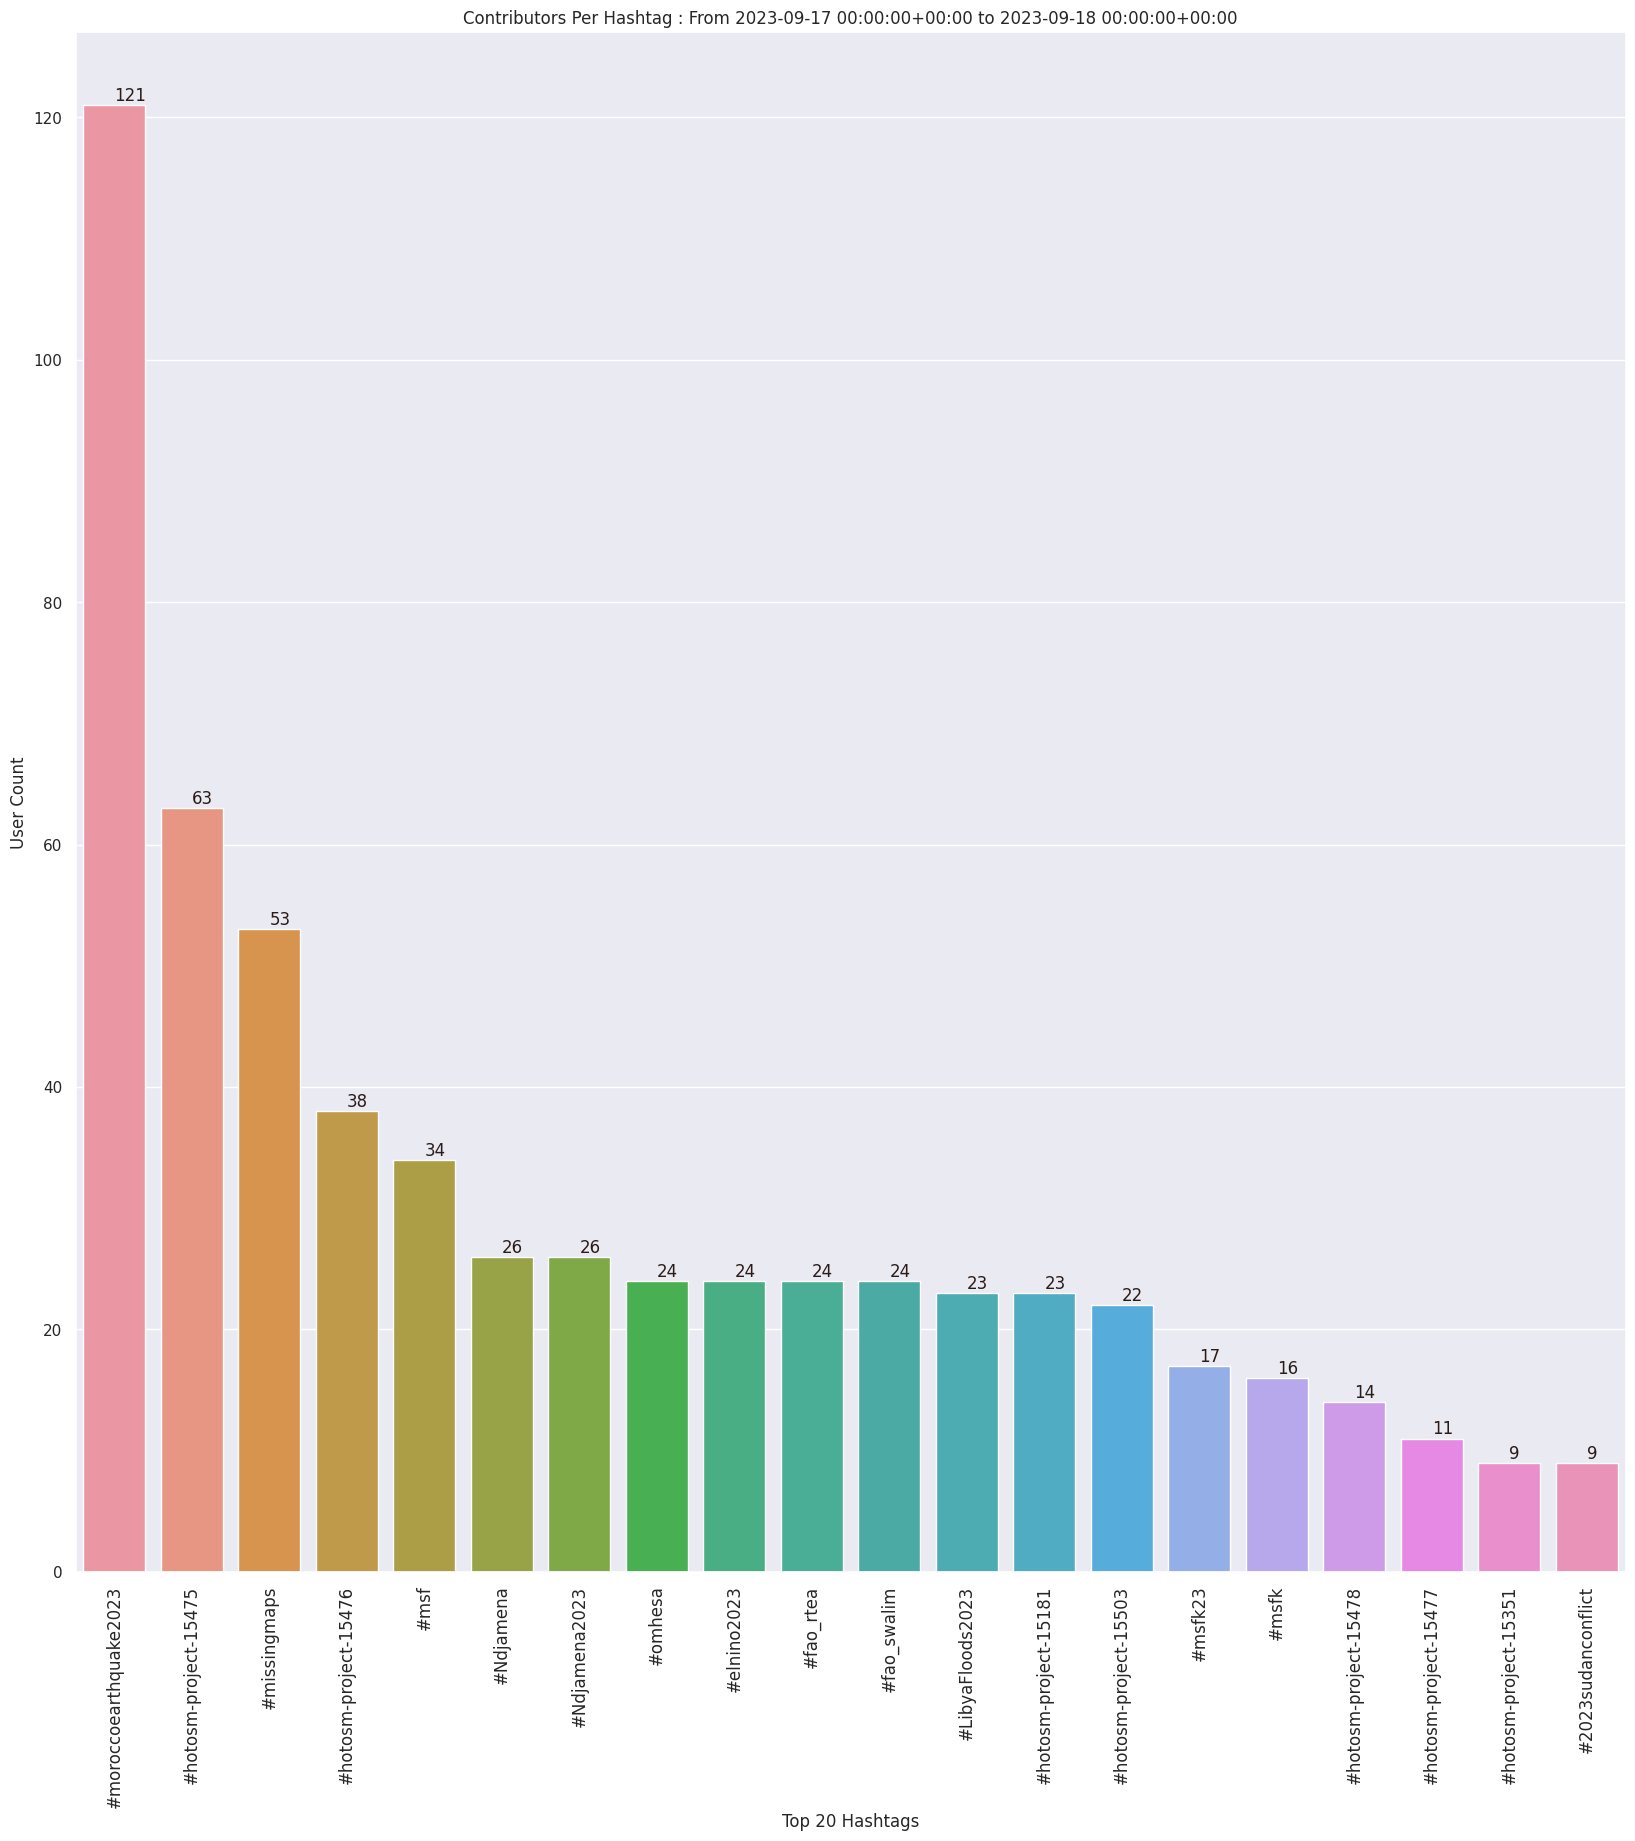 Contributors Per Hashtag : From 2023-09-17 00:00:00+00:00 to 2023-09-18 00:00:00+00:00
User Count
120
100
80
60
40
20
0
121
63
53
38
34
26
26
24
24
24
24
23
23
22
17
16
14
11
9
9
#moroccoearthquake2023
#hotosm-project-15475
#missingmaps
#hotosm-project-15476
#msf
#Ndjamena
#Ndjamena2023
#omhesa
#elnino2023
#fao_rtea
#fao_swalim
#LibyaFloods2023
#hotosm-project-15181
#hotosm-project-15503
#msfk23
#msfk
#hotosm-project-15478
#hotosm-project-15477
#hotosm-project-15351
#2023sudanconflict
Top 20 Hashtags